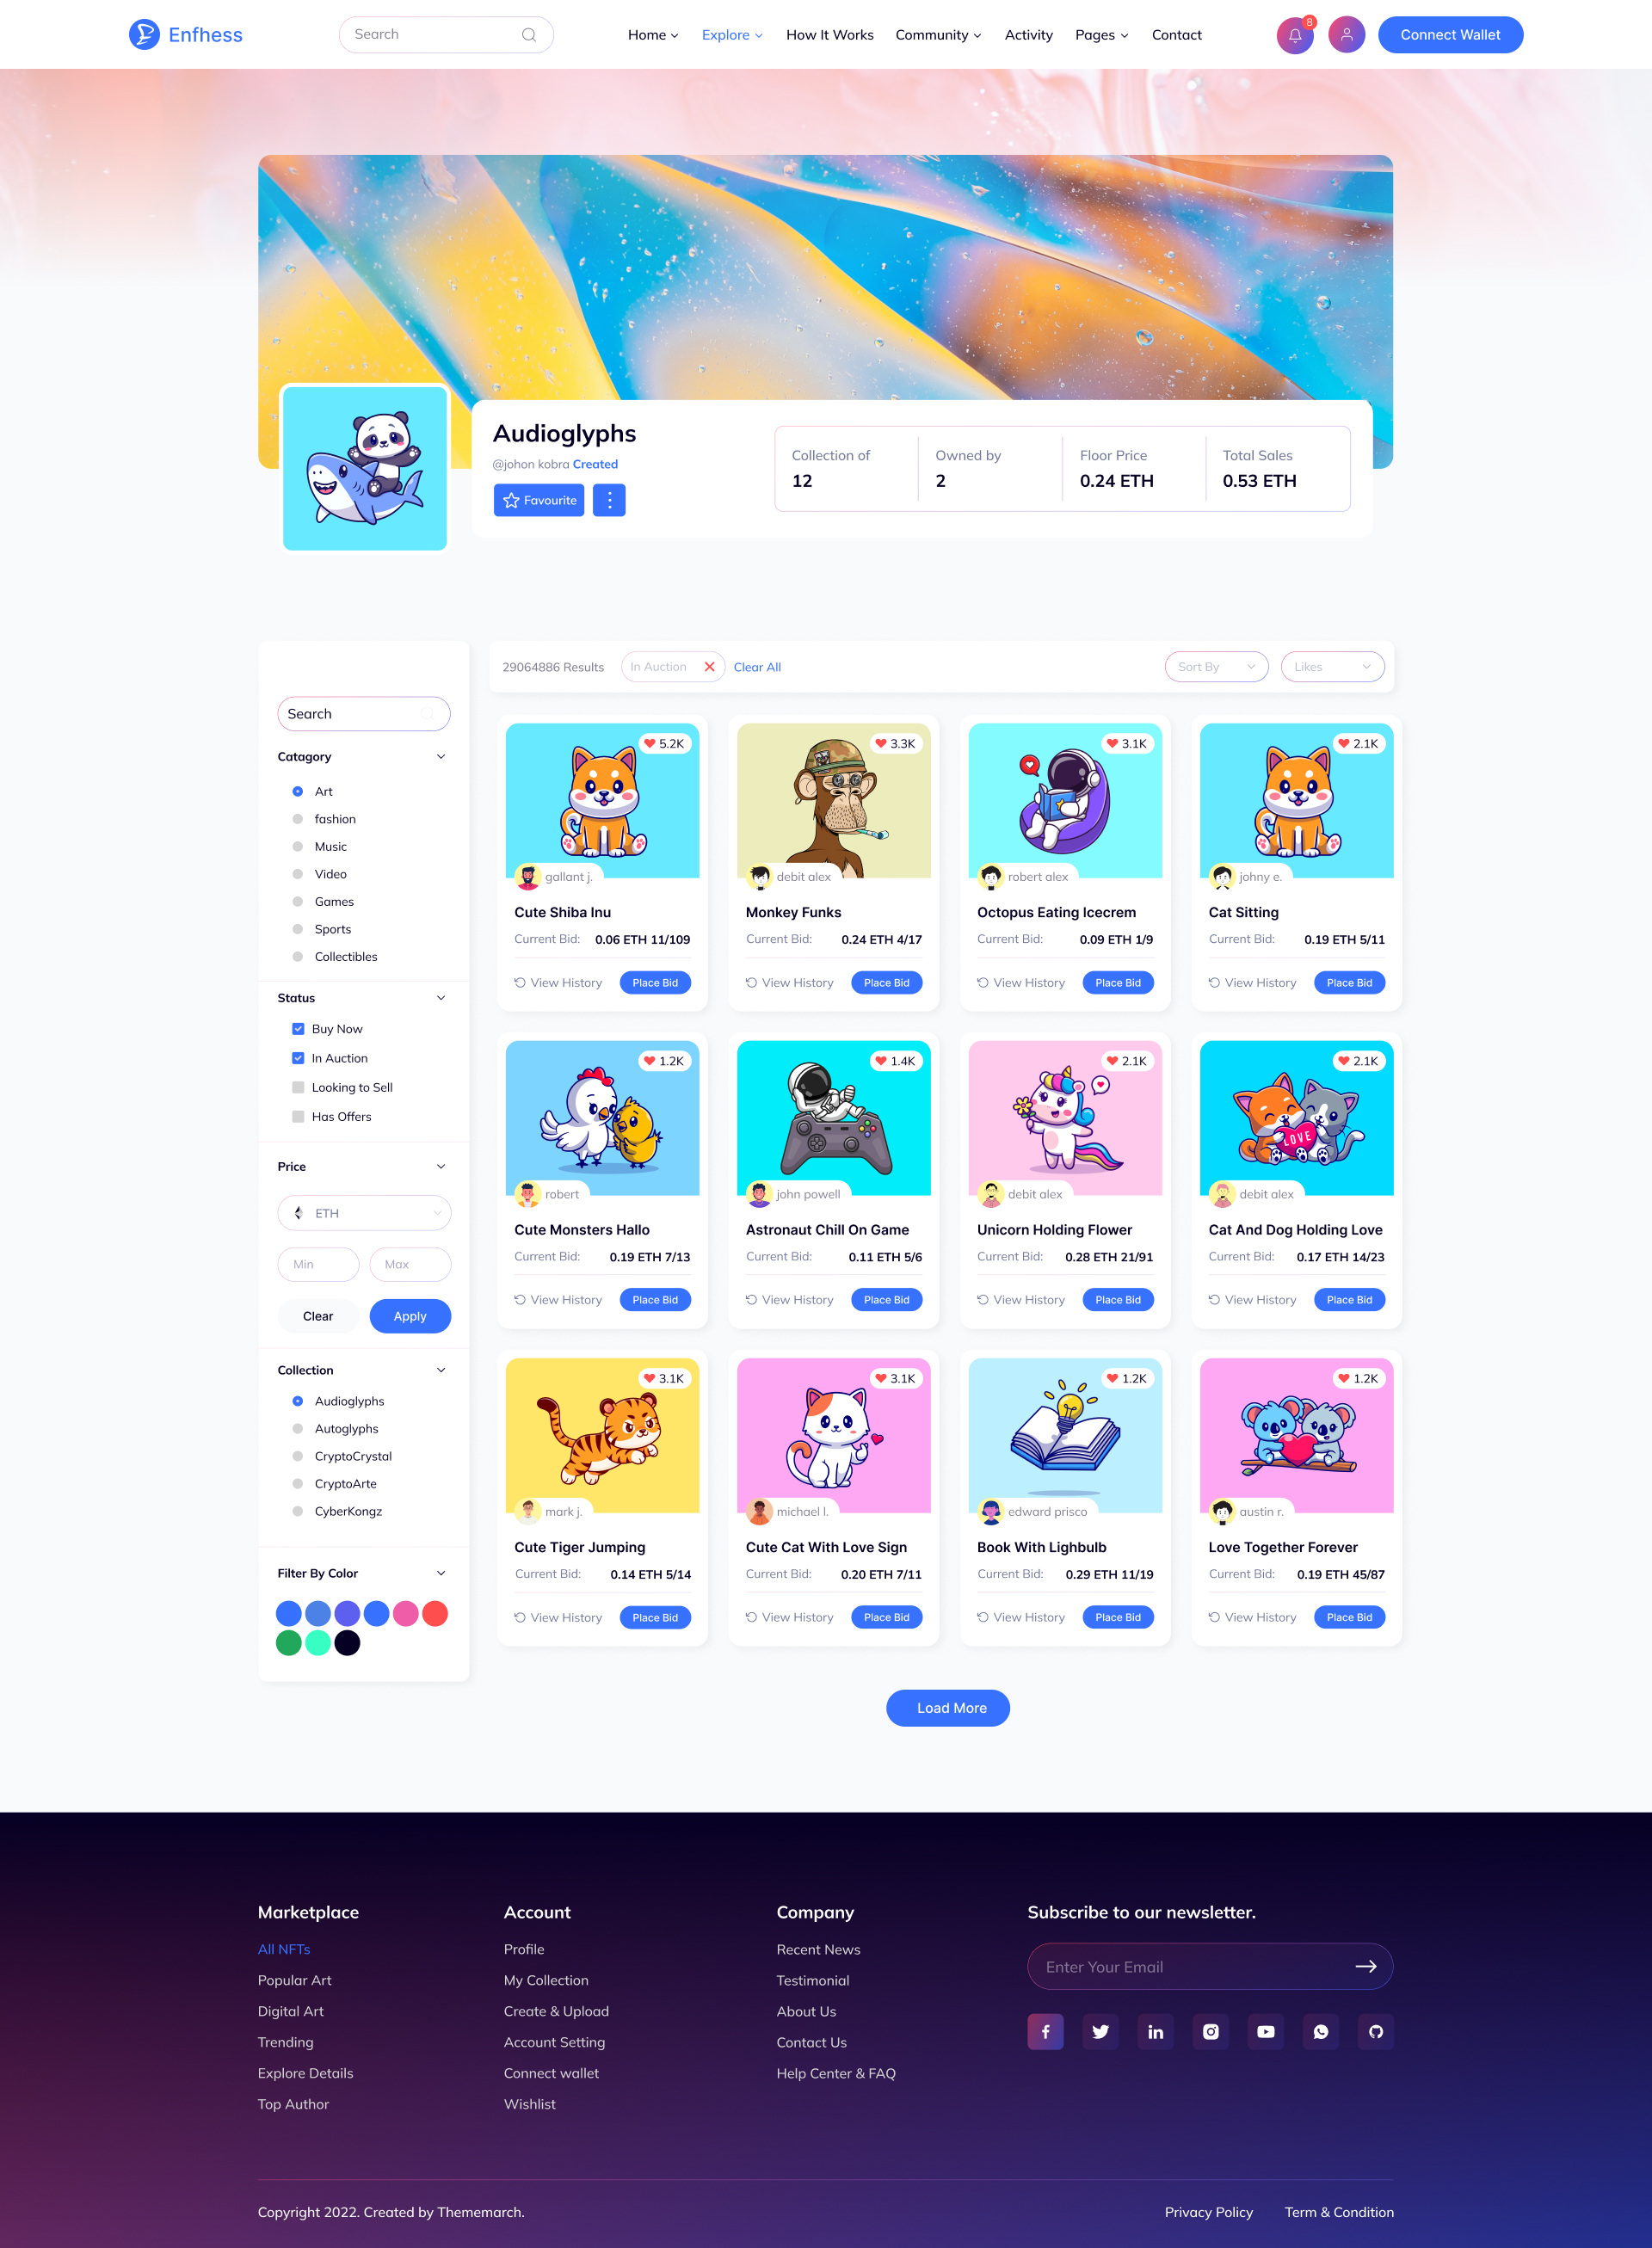 Enfhess
Search
Home
Explore
How It Works
Community
Activity
Pages
Contact
8
Connect Wallet
Audioglyphs
@johon kobra Created
Favourite
Collection of
12
Owned by
2
Floor Price
0.24 ETH
Total Sales
0.53 ETH
Search
Catagory
Art
fashion
Music
Video
Games
Sports
Collectibles
Status
Buy Now
In Auction
Looking to Sell
Has Offers
Price
ETH
Min
Max
Clear
Apply
Collection
Audioglyphs
Autoglyphs
CryptoCrystal
CryptoArte
CyberKongz
Filter By Color
29064886 Results
In Auction
Clear All
Sort By
Likes
5.2K
gallant j.
Cute Shiba Inu
Current Bid: 0.06 ETH 11/109
View History
Place Bid
3.3K
debit alex
Monkey Funks
Current Bid: 0.24 ETH 4/17
View History
Place Bid
3.1K
robert alex
Octopus Eating Icecrem
Current Bid: 0.09 ETH 1/9
View History
Place Bid
2.1K
johny e.
Cat Sitting
Current Bid: 0.19 ETH 5/11
View History
Place Bid
1.2K
robert
Cute Monsters Hallo
Current Bid: 0.19 ETH 7/13
View History
Place Bid
1.4K
john powell
Astronaut Chill On Game
Current Bid: 0.11 ETH 5/6
View History
Place Bid
2.1K
debit alex
Unicorn Holding Flower
Current Bid: 0.28 ETH 21/91
View History
Place Bid
2.1K
LOVE
debit alex
Cat And Dog Holding Love
Current Bid: 0.17 ETH 14/23
View History
Place Bid
3.1K
mark j.
Cute Tiger Jumping
Current Bid: 0.14 ETH 5/14
View History
Place Bid
3.1K
michael l.
Cute Cat With Love Sign
Current Bid: 0.20 ETH 7/11
View History
Place Bid
1.2K
edward prisco
Book With Lighbulb
Current Bid: 0.29 ETH 11/19
View History
Place Bid
1.2K
austin r.
Love Together Forever
Current Bid: 0.19 ETH 45/87
View History
Place Bid
Load More
Marketplace
All NFTs
Popular Art
Digital Art
Trending
Explore Details
Top Author
Account
Profile
My Collection
Create & Upload
Account Setting
Connect wallet
Wishlist
Company
Recent News
Testimonial
About Us
Contact Us
Help Center & FAQ
Subscribe to our newsletter.
Enter Your Email
Copyright 2022. Created by Thememarch.
Privacy Policy
Term & Condition